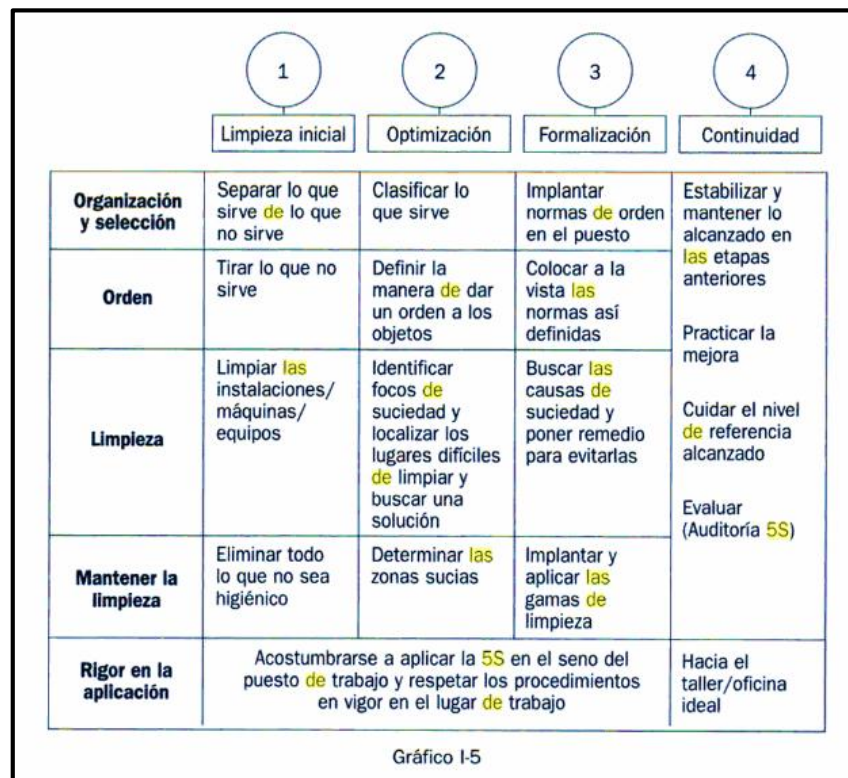 1
2
3
4
Limpieza inicial
Optimización
Formalización
Continuidad
Organización
y selección
Separar lo que
sirve de lo que
no sirve
Clasificar lo
que sirve
Implantar
normas de orden
en el puesto
Estabilizar y
mantener lo
alcanzado en
las etapas
anteriores
Practicar la
mejora
Cuidar el nivel
de referencia
alcanzado
Evaluar
(Auditoría 5S)
Orden
Tirar lo que no
sirve
Definir la
manera de dar
un orden a los
objetos
Colocar a la
vista las
normas así
definidas
Limpieza
Limpiar las
instalaciones/
máquinas/
equipos
Identificar
focos de
suciedad y
localizar los
lugares difíciles
de limpiar y
buscar una
solución
Buscar las
causas de
suciedad y
poner remedio
para evitarlas
Mantener la
limpieza
Eliminar todo
lo que no sea
higiénico
Determinar las
zonas sucias
Implantar y
aplicar las
gamas de
limpieza
Rigor en la
aplicación
Acostumbrarse a aplicar la 5S en el seno del
puesto de trabajo y respetar los procedimientos
en vigor en el lugar de trabajo
Hacia el
taller/oficina
ideal
Gráfico I-5